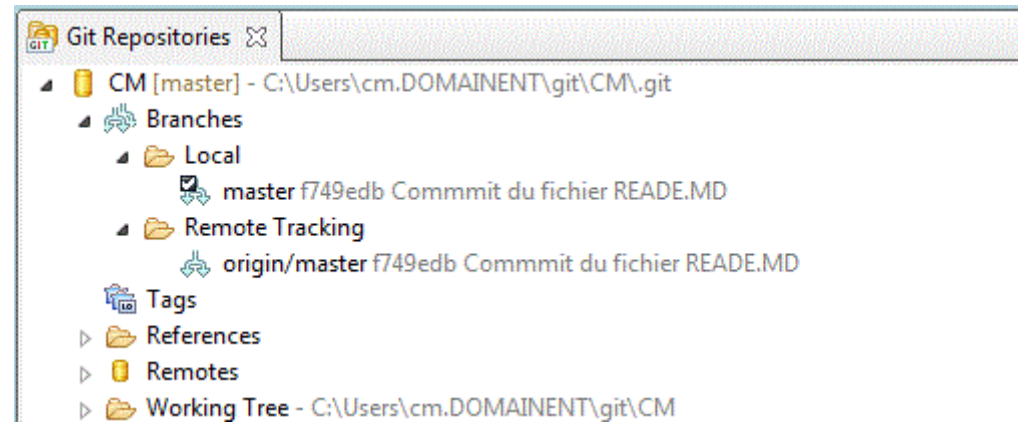 Git Repositories
CM [master] - C:\Users\cm.DOMAINENT\git\CM\.git
Branches
Local
master f749edb Commmit du fichier READE.MD
Remote Tracking
origin/master f749edb Commmit du fichier READE.MD
Tags
References
Remotes
Working Tree - C:\Users\cm.DOMAINENT\git\CM